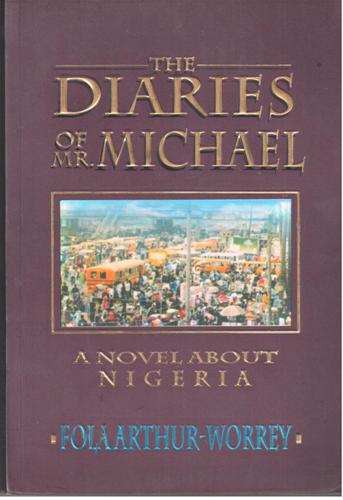 THE
DIARIES
OF
MR. MICHAEL
A NOVEL ABOUT
NIGERIA
FOLA ARTHUR-WORREY